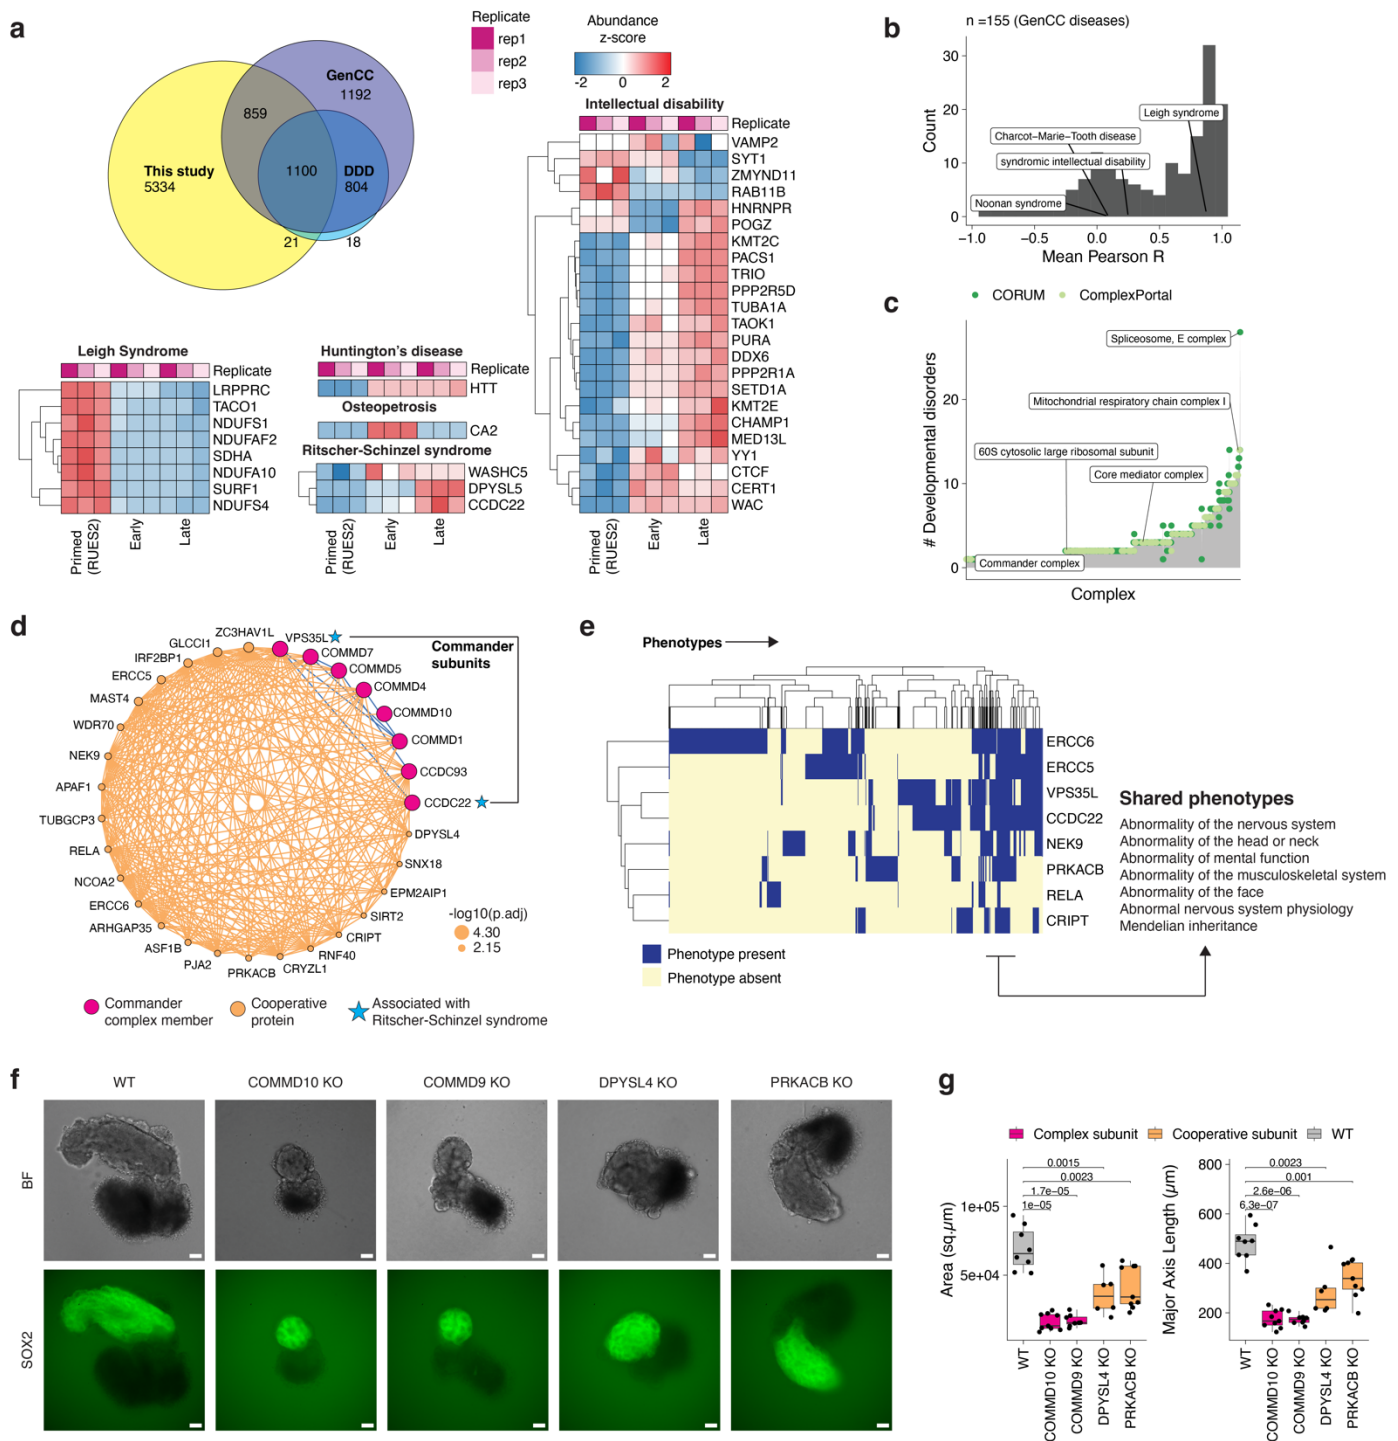 a
Replicate
rep1
rep2
rep3
Abundance
z-score
-2 0 2
GenCC
1192
859
This study
5334
1100
DDD
804
21
18
Intellectual disability
Replicate
VAMP2
SYT1
ZMYND11
RAB11B
HNRNPR
POGZ
KMT2C
PACS1
TRIO
PPP2R5D
TUBA1A
TAOK1
PURA
DDX6
PPP2R1A
SETD1A
KMT2E
CHAMP1
MED13L
YY1
CTCF
CERT1
WAC
Primed
(RUES2)
Early
Late
Leigh Syndrome
Replicate
LRPPRC
TACO1
NDUFS1
NDUFAF2
SDHA
NDUFA10
SURF1
NDUFS4
Primed
(RUES2)
Early
Late
Huntington's disease
Replicate
HTT
Osteopetrosis
CA2
Ritscher-Schinzel syndrome
WASHC5
DPYSL5
CCDC22
Primed
(RUES2)
Early
Late
b
n =155 (GenCC diseases)
Count
30
20
10
0
Leigh syndrome
Charcot−Marie−Tooth disease
syndromic intellectual disability
Noonan syndrome
−1.0 −0.5 0.0 0.5 1.0
Mean Pearson R
c
CORUM
ComplexPortal
# Developmental disorders
20
10
0
Spliceosome, E complex
Mitochondrial respiratory chain complex I
60S cytosolic large ribosomal subunit
Core mediator complex
Commander complex
Complex
d
ZC3HAV1L
VPS35L
COMMD7
COMMD5
COMMD4
COMMD10
COMMD1
CCDC93
CCDC22
DPYSL4
SNX18
EPM2AIP1
SIRT2
CRIPT
RNF40
CRYZL1
PRKACB
PJA2
ASF1B
ARHGAP35
ERCC6
NCOA2
RELA
TUBGCP3
APAF1
NEK9
WDR70
MAST4
ERCC5
IRF2BP1
GLCCI1
Commander
subunits
-log10(p.adj)
4.30
2.15
Commander
complex member
Cooperative
protein
Associated with
Ritscher-Schinzel syndrome
e
Phenotypes
ERCC6
ERCC5
VPS35L
CCDC22
NEK9
PRKACB
RELA
CRIPT
Phenotype present
Phenotype absent
Shared phenotypes
Abnormality of the nervous system
Abnormality of the head or neck
Abnormality of mental function
Abnormality of the musculoskeletal system
Abnormality of the face
Abnormal nervous system physiology
Mendelian inheritance
f
WT
COMMD10 KO
COMMD9 KO
DPYSL4 KO
PRKACB KO
BF
SOX2
g
Complex subunit
Cooperative subunit
WT
Area (sq.µm)
1e+05
5e+04
0.0015
0.0023
1.7e−05
1e−05
WT
COMMD10 KO
COMMD9 KO
DPYSL4 KO
PRKACB KO
Major Axis Length (µm)
800
600
400
200
0.0023
0.001
2.6e−06
6.3e−07
WT
COMMD10 KO
COMMD9 KO
DPYSL4 KO
PRKACB KO